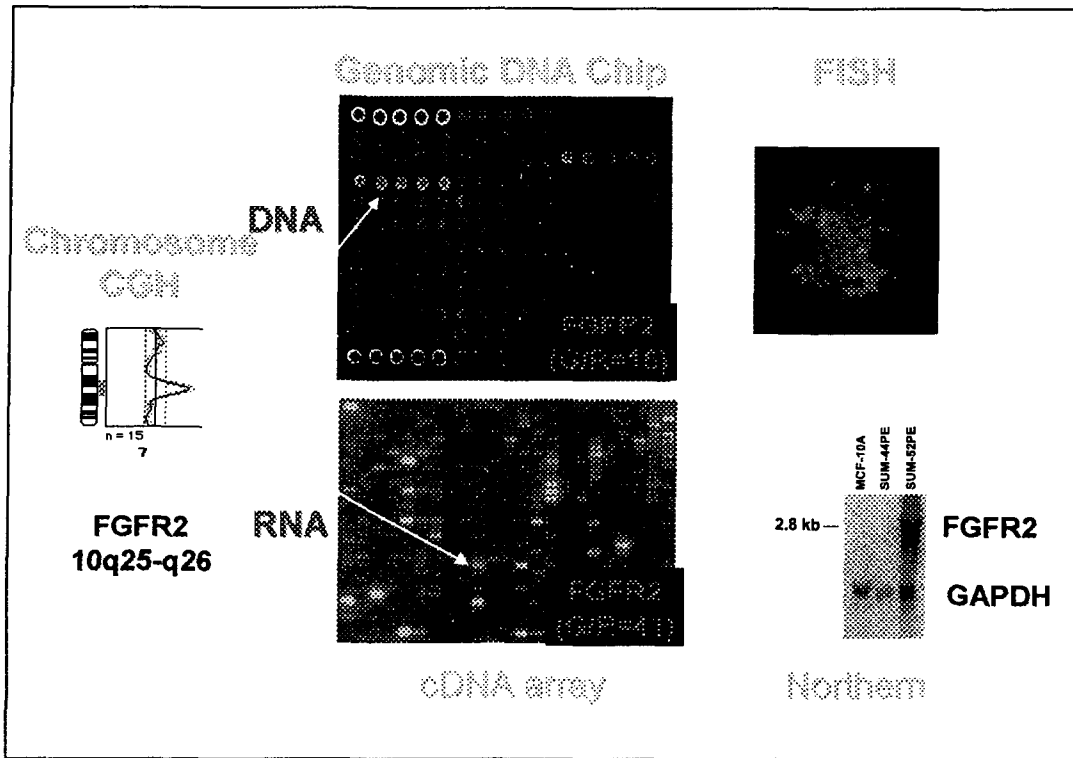 Genomic DNA Chip
FISH
DNA
Chromosome
CGH
FGFR2
(G/R=16)
n = 15
7
FGFR2
10q25-q26
RNA
FGFR2
(G/R=41)
MCF-10A
SUM-44PE
SUM-52PE
2.8 kb
FGFR2
GAPDH
cDNA array
Northern